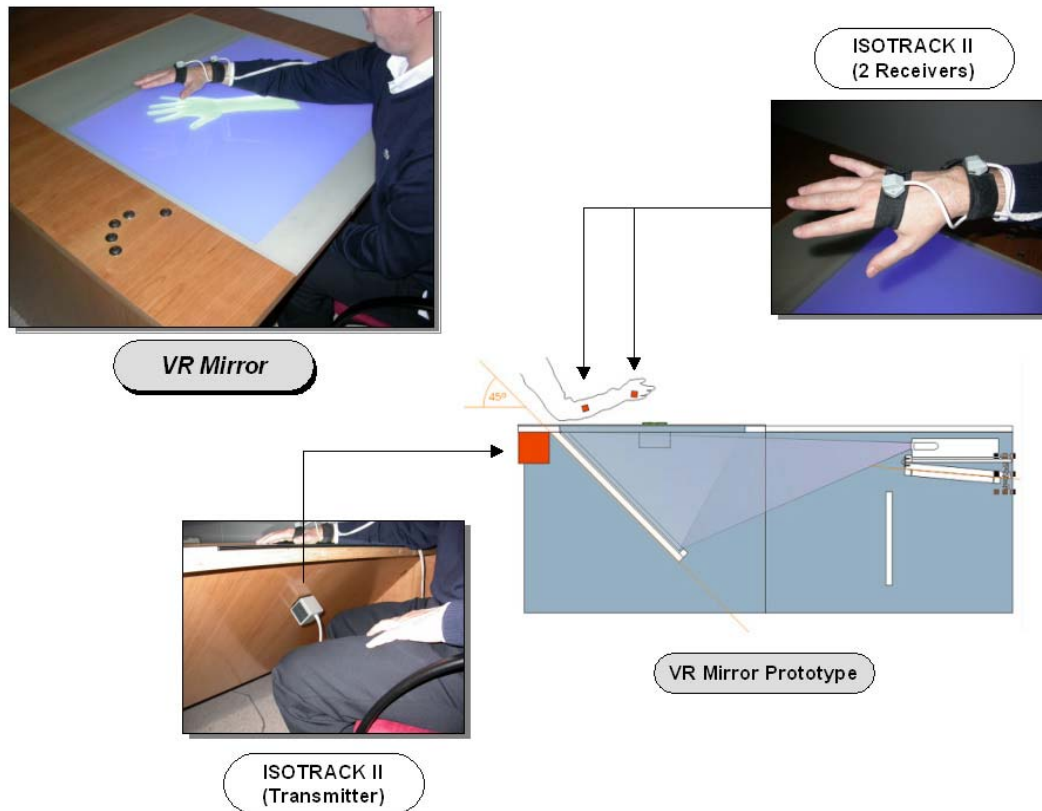 ISOTRACK II
(2 Receivers)
VR Mirror
45º
VR Mirror Prototype
ISOTRACK II
(Transmitter)